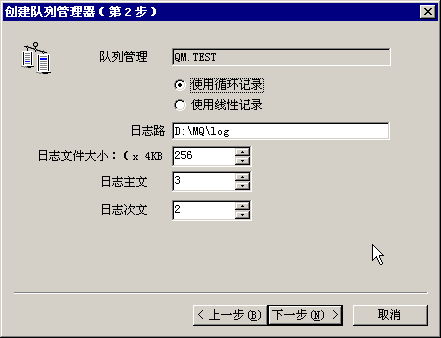 创建队列管理器(第2步)
队列管理 QM.TEST
使用循环记录
使用线性记录
日志路 D:\MQ\log
日志文件大小:(x 4KB 256
日志主文 3
日志次文 2
< 上一步(B) 下一步(N) > 取消